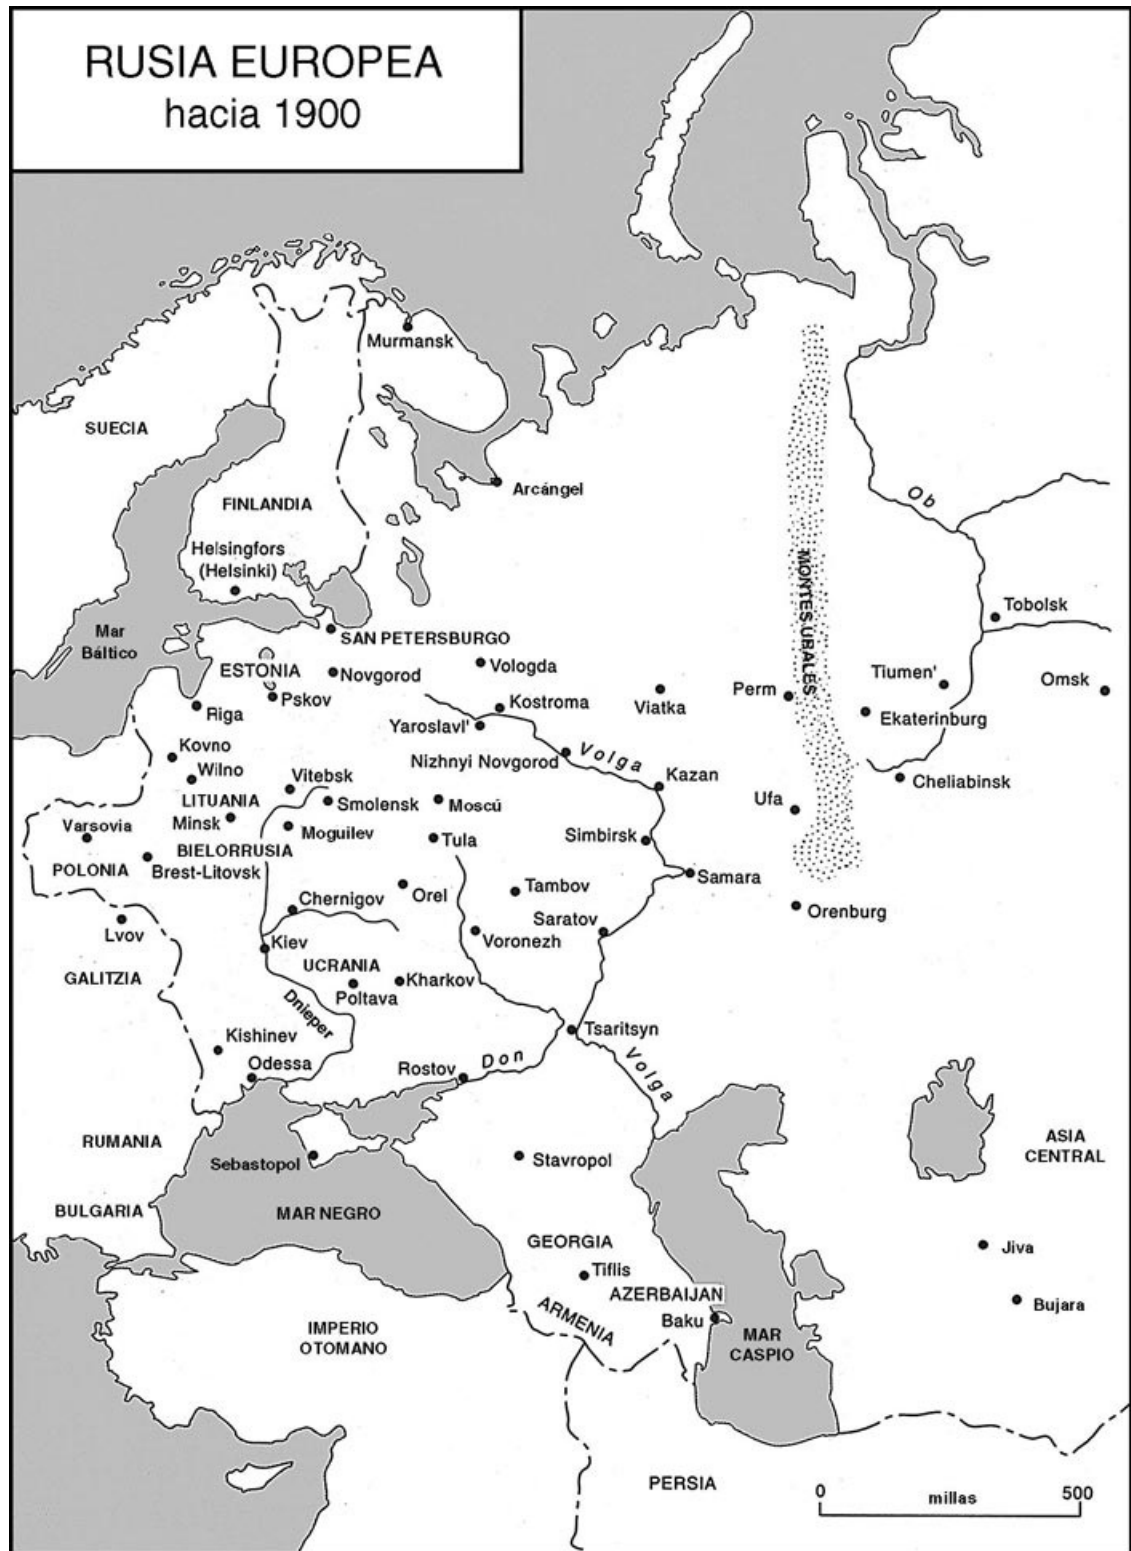 RUSIA EUROPEA
hacia 1900
Murmansk
SUECIA
Arcángel
Ob
FINLANDIA
Helsingfors
(Helsinki)
MONTES URALES
Tobolsk
Mar
Báltico
SAN PETERSBURGO
ESTONIA
Novgorod
Vologda
Pskov
Riga
Kostroma
Viatka
Perm
Tiumen'
Omsk
Ekaterinburg
Yaroslavl'
Kovno
Nizhnyi Novgorod
Volga
Wilno
Vitebsk
Kazan
Cheliabinsk
LITUANIA
Smolensk
Moscú
Ufa
Minsk
Varsovia
Moguilev
Tula
Simbirsk
BIELORRUSIA
POLONIA
Brest-Litovsk
Samara
Chernigov
Orel
Tambov
Orenburg
Lvov
Saratov
Kiev
Voronezh
GALITZIA
UCRANIA
Kharkov
Poltava
Dnieper
Kishinev
Tsaritsyn
Odessa
Rostov
Don
Volga
RUMANIA
Sebastopol
Stavropol
ASIA
CENTRAL
BULGARIA
MAR NEGRO
GEORGIA
Jiva
Tiflis
AZERBAIJAN
Bujara
ARMENIA
Baku
IMPERIO
OTOMANO
MAR
CASPIO
PERSIA
0
millas
500